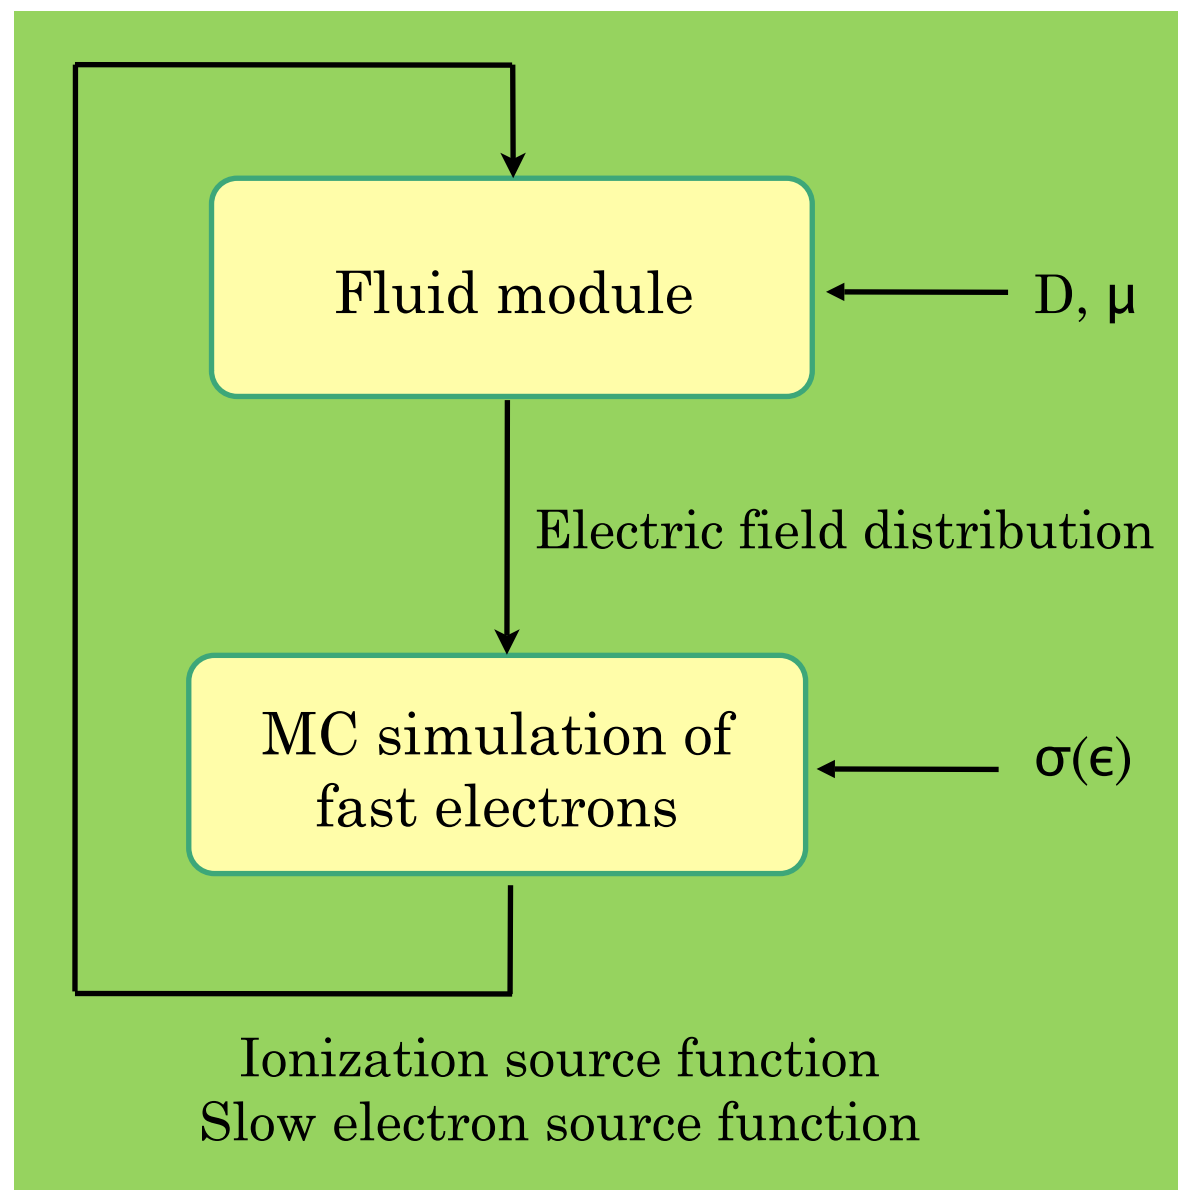 Fluid module
D, μ
Electric field distribution
MC simulation of
fast electrons
σ(ϵ)
Ionization source function
Slow electron source function